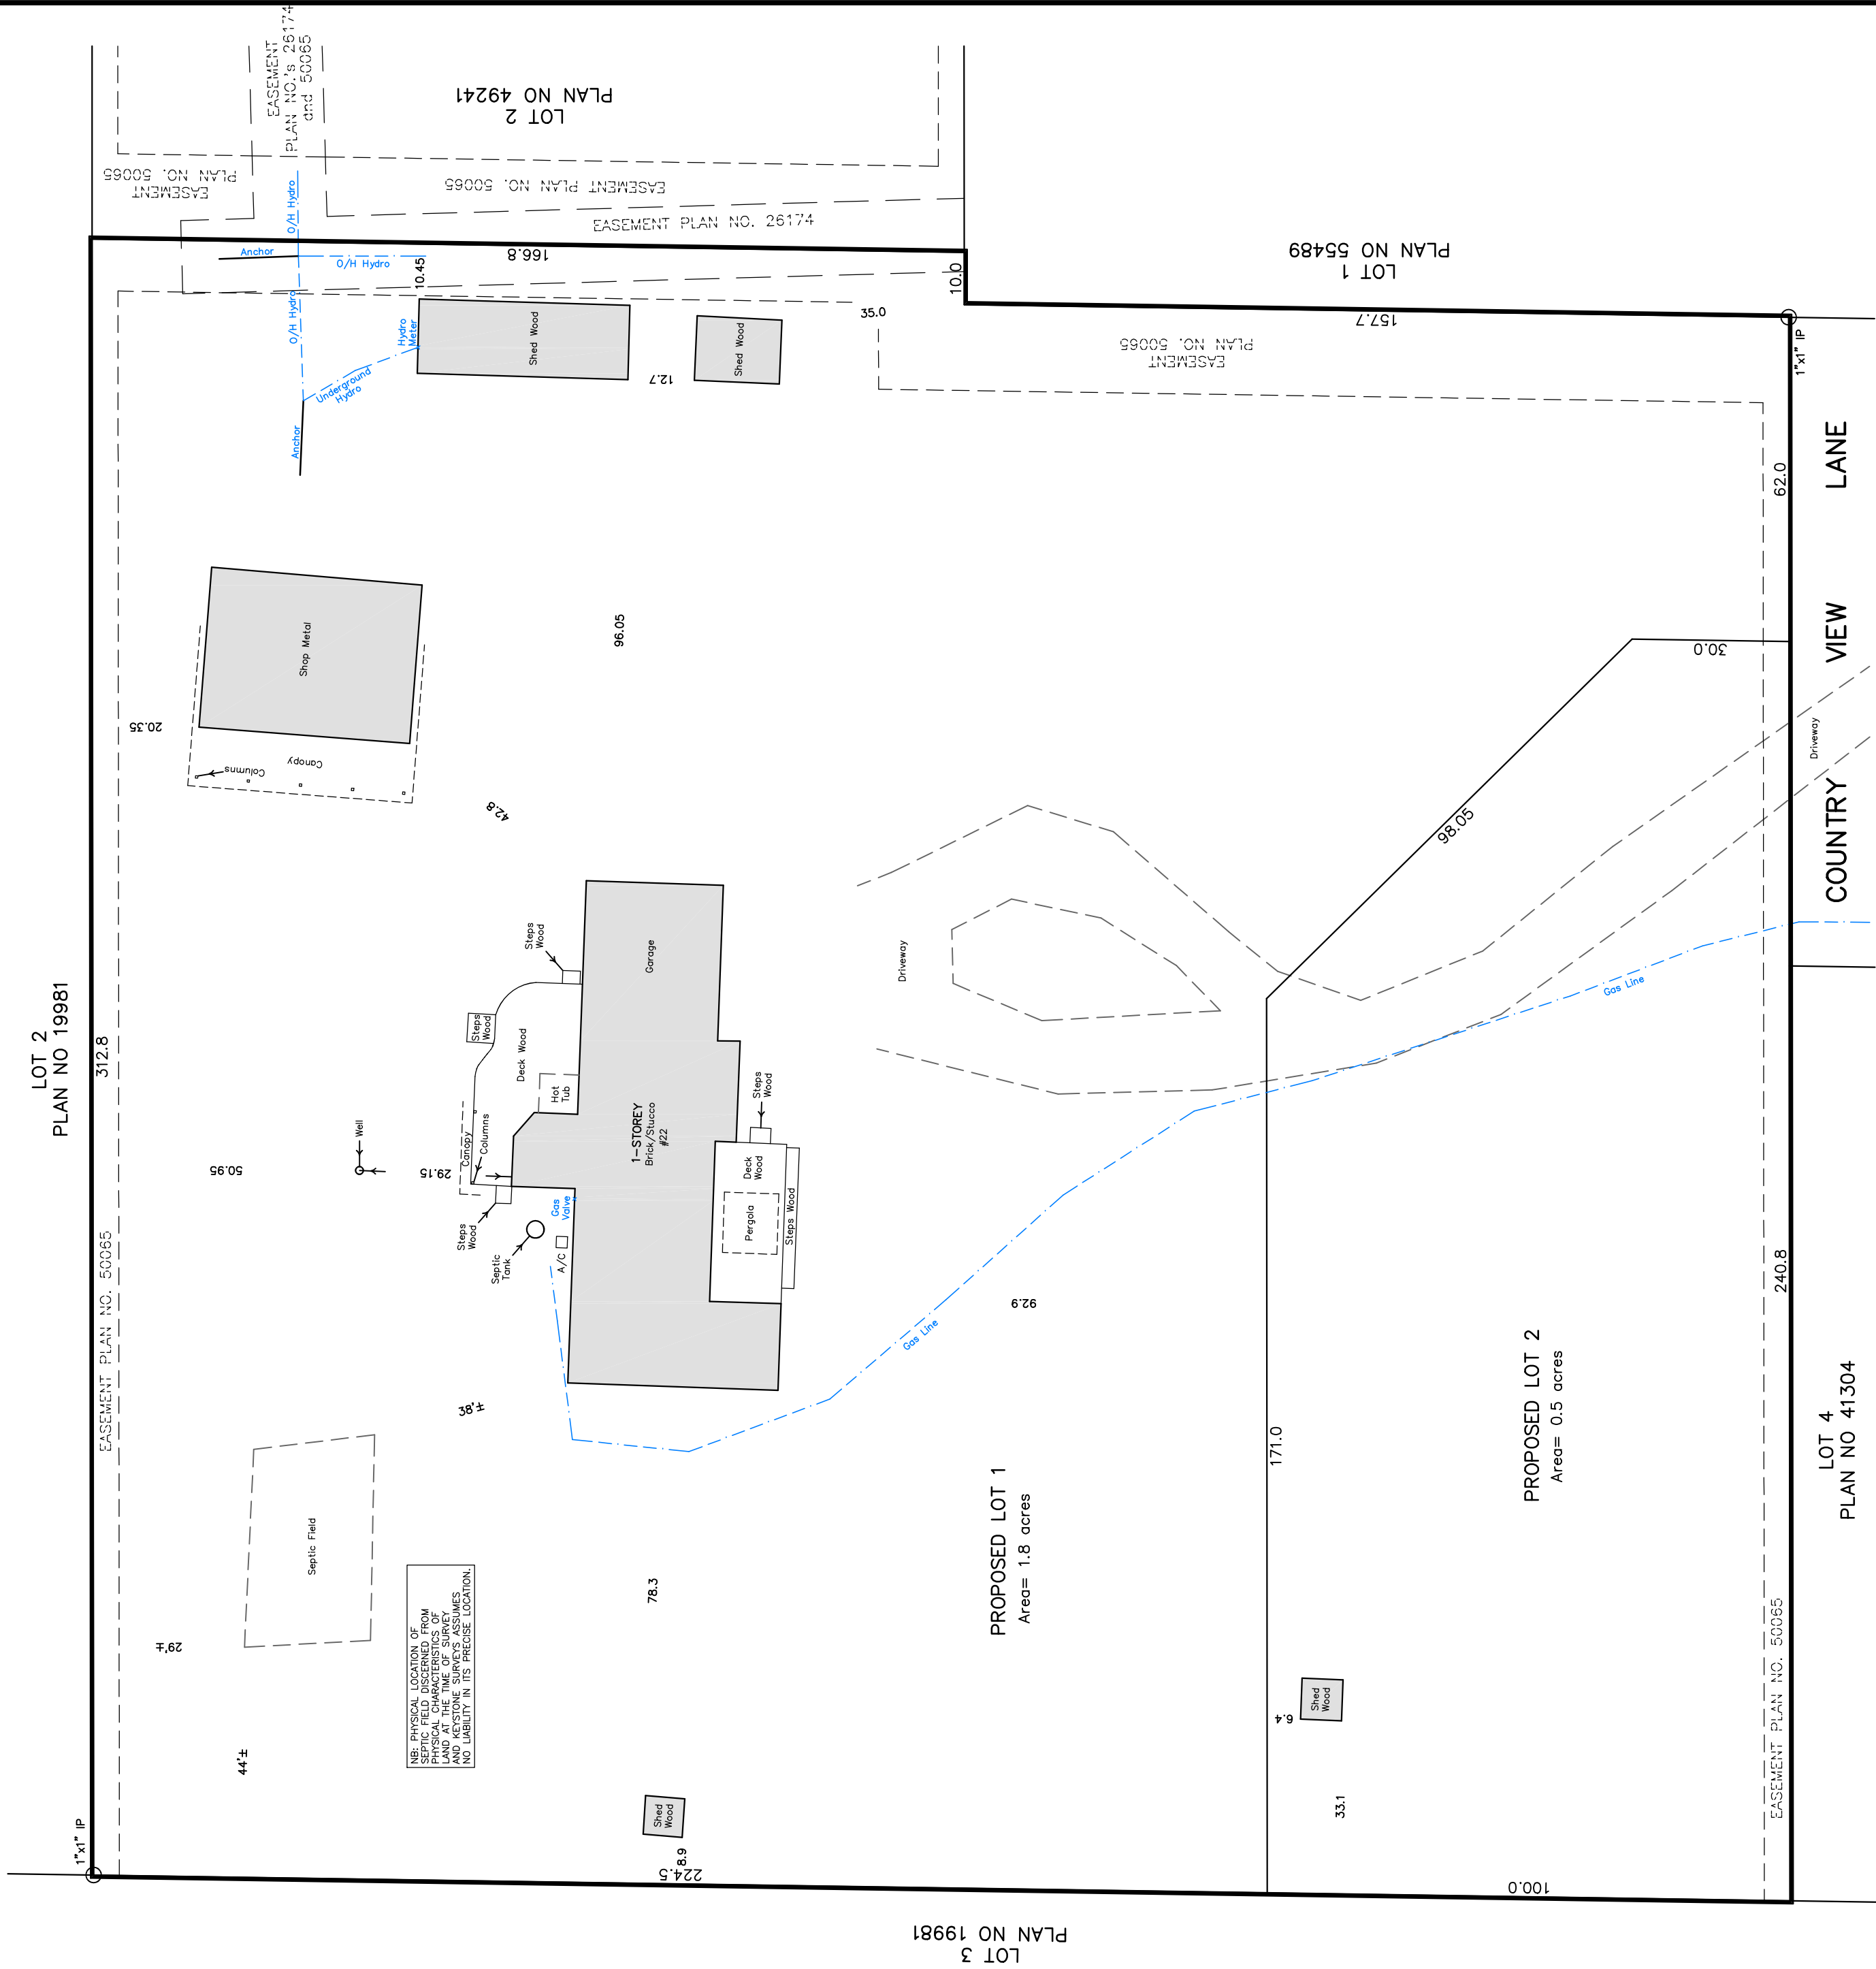 EASEMENT
PLAN NO.'s 26174
and 50065
LOT 2
PLAN NO 49241
EASEMENT
PLAN NO. 50065
EASEMENT PLAN NO. 50065
EASEMENT PLAN NO. 26174
O/H Hydro
Anchor
O/H Hydro
166.8
10.45
10.0
LOT 1
PLAN NO 55489
O/H Hydro
Hydro
Meter
Shed Wood
Shed Wood
35.0
157.7
EASEMENT
PLAN NO. 50065
1"x1" IP
Underground
Hydro
12.7
Anchor
62.0
COUNTRY VIEW LANE
Shop Metal
96.05
30.0
20.35
Canopy
Columns
42.8
Driveway
98.05
Steps
Wood
Garage
Driveway
Gas Line
LOT 2
PLAN NO 19981
312.8
Steps
Wood
Deck Wood
Hot
Tub
Steps
Wood
Well
Canopy
Columns
1-STOREY
Brick/Stucco
#22
50.95
29.15
Deck
Wood
Pergola
Steps Wood
Steps
Wood
Gas
Valve
Septic
Tank
A/C
EASEMENT PLAN NO. 50065
92.9
Gas Line
240.8
38'±
171.0
PROPOSED LOT 2
Area= 0.5 acres
LOT 4
PLAN NO 41304
Septic Field
PROPOSED LOT 1
Area= 1.8 acres
78.3
29'±
NB: PHYSICAL LOCATION OF
SEPTIC FIELD DISCERNED FROM
PHYSICAL CHARACTERISTICS OF
LAND AT THE TIME OF SURVEY
AND KEYSTONE SURVEYS ASSUMES
NO LIABILITY IN ITS PRECISE LOCATION.
44'±
Shed
Wood
6.4
EASEMENT PLAN NO. 50065
Shed
Wood
8.9
33.1
1"x1" IP
224.5
100.0
LOT 3
PLAN NO 19981